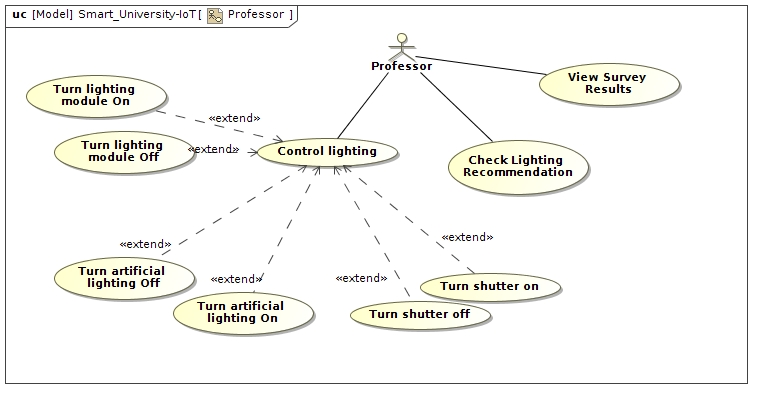 uc [Model] Smart_University-IoT[ Professor ]
Professor
View Survey
Results
Turn lighting
module On
«extend»
Turn lighting
module Off
«extend»
Control lighting
Check Lighting
Recommendation
«extend»
«extend»
«extend»
«extend»
Turn artificial
lighting Off
Turn artificial
lighting On
Turn shutter on
Turn shutter off